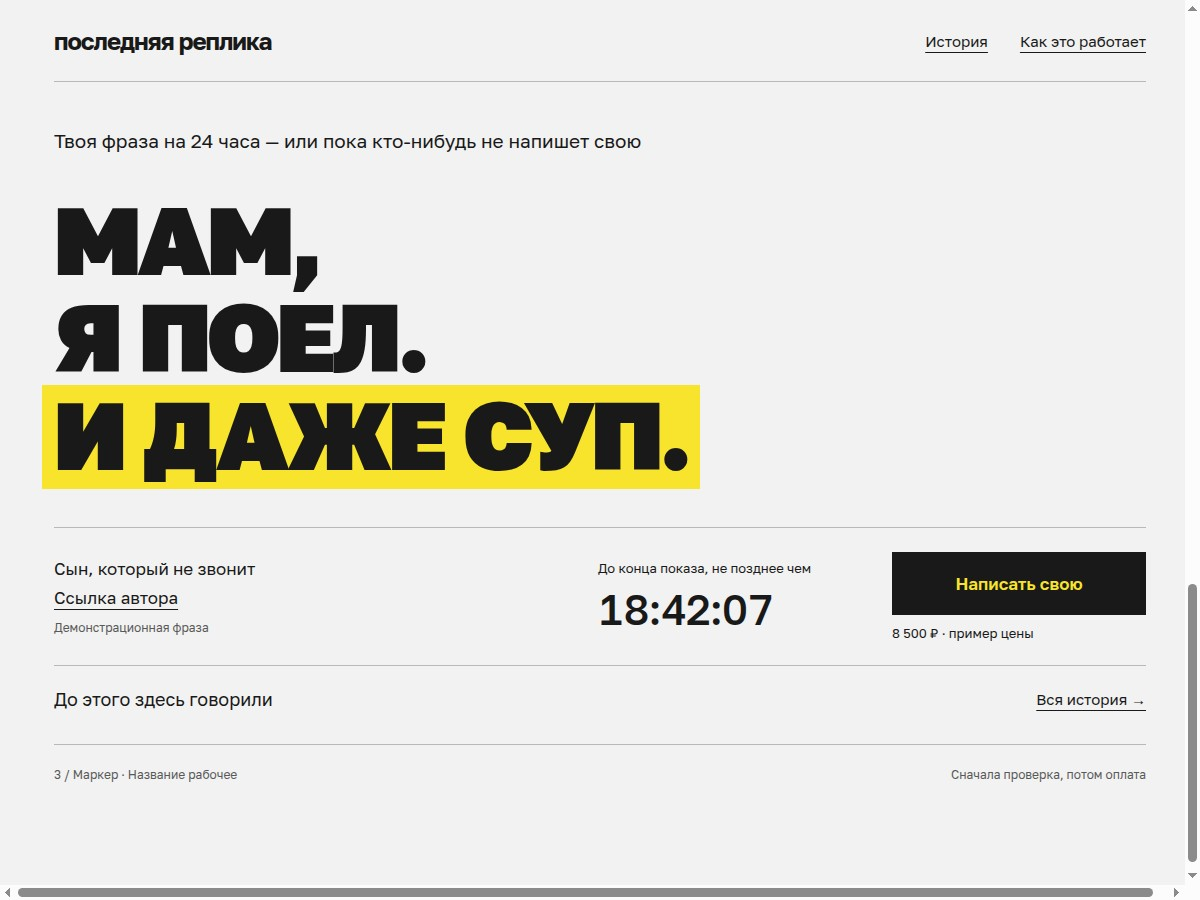 последняя реплика
История
Как это работает
Твоя фраза на 24 часа — или пока кто-нибудь не напишет свою
МАМ,
Я ПОЕЛ.
И ДАЖЕ СУП.
Сын, который не звонит
Ссылка автора
Демонстрационная фраза
До конца показа, не позднее чем
18:42:07
Написать свою
8 500 ₽ · пример цены
До этого здесь говорили
Вся история →
3 / Маркер · Название рабочее
Сначала проверка, потом оплата